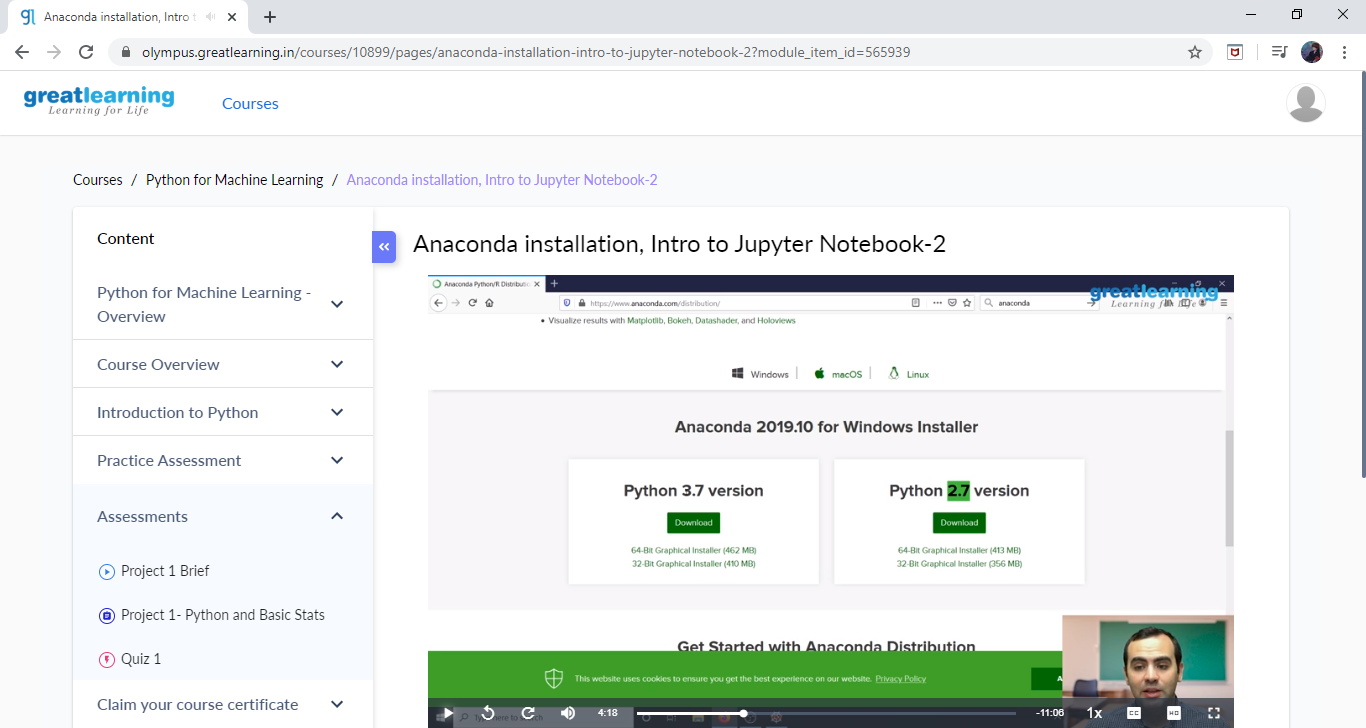 Anaconda installation, Intro t
olympus.greatlearning.in/courses/10899/pages/anaconda-installation-intro-to-jupyter-notebook-2?module_item_id=565939
greatlearning
Learning for Life
Courses
Courses / Python for Machine Learning / Anaconda installation, Intro to Jupyter Notebook-2
Content
Python for Machine Learning -
Overview
Course Overview
Introduction to Python
Practice Assessment
Assessments
Project 1 Brief
Project 1- Python and Basic Stats
Quiz 1
Claim your course certificate
Anaconda installation, Intro to Jupyter Notebook-2
Anaconda Python/R Distributio
https://www.anaconda.com/distribution/
anaconda
greatlearning
Learning for Life
• Visualize results with Matplotlib, Bokeh, Datashader, and Holoviews
Windows | macOS | Linux
Anaconda 2019.10 for Windows Installer
Python 3.7 version
Download
64-Bit Graphical Installer (462 MB)
32-Bit Graphical Installer (410 MB)
Python 2.7 version
Download
64-Bit Graphical Installer (413 MB)
32-Bit Graphical Installer (356 MB)
Get Started with Anaconda Distribution
This website uses cookies to ensure you get the best experience on our website. Privacy Policy
A
4:18
-11:06
1x
CC
HD